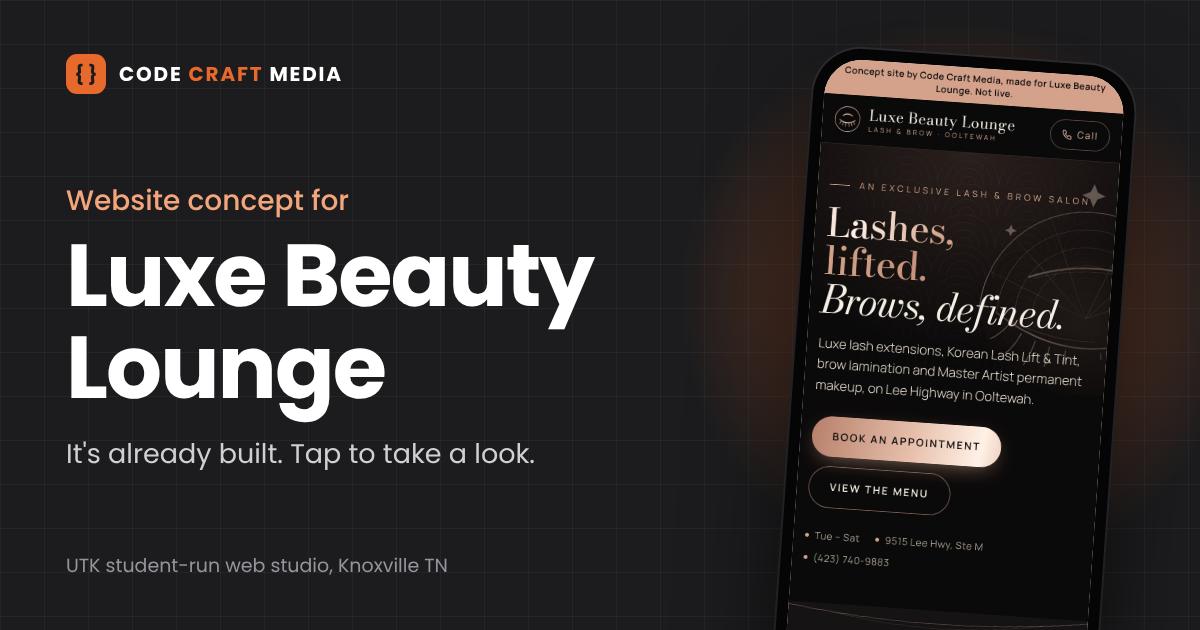 { } CODE CRAFT MEDIA
Website concept for
Luxe Beauty
Lounge
It's already built. Tap to take a look.
UTK student-run web studio, Knoxville TN
Concept site by Code Craft Media, made for Luxe Beauty
Lounge. Not live.
Luxe Beauty Lounge
LASH & BROW · OOLTEWAH
Call
AN EXCLUSIVE LASH & BROW SALON
Lashes,
lifted.
Brows, defined.
Luxe lash extensions, Korean Lash Lift & Tint,
brow lamination and Master Artist permanent
makeup, on Lee Highway in Ooltewah.
BOOK AN APPOINTMENT
VIEW THE MENU
• Tue – Sat • 9515 Lee Hwy, Ste M
• (423) 740-9883